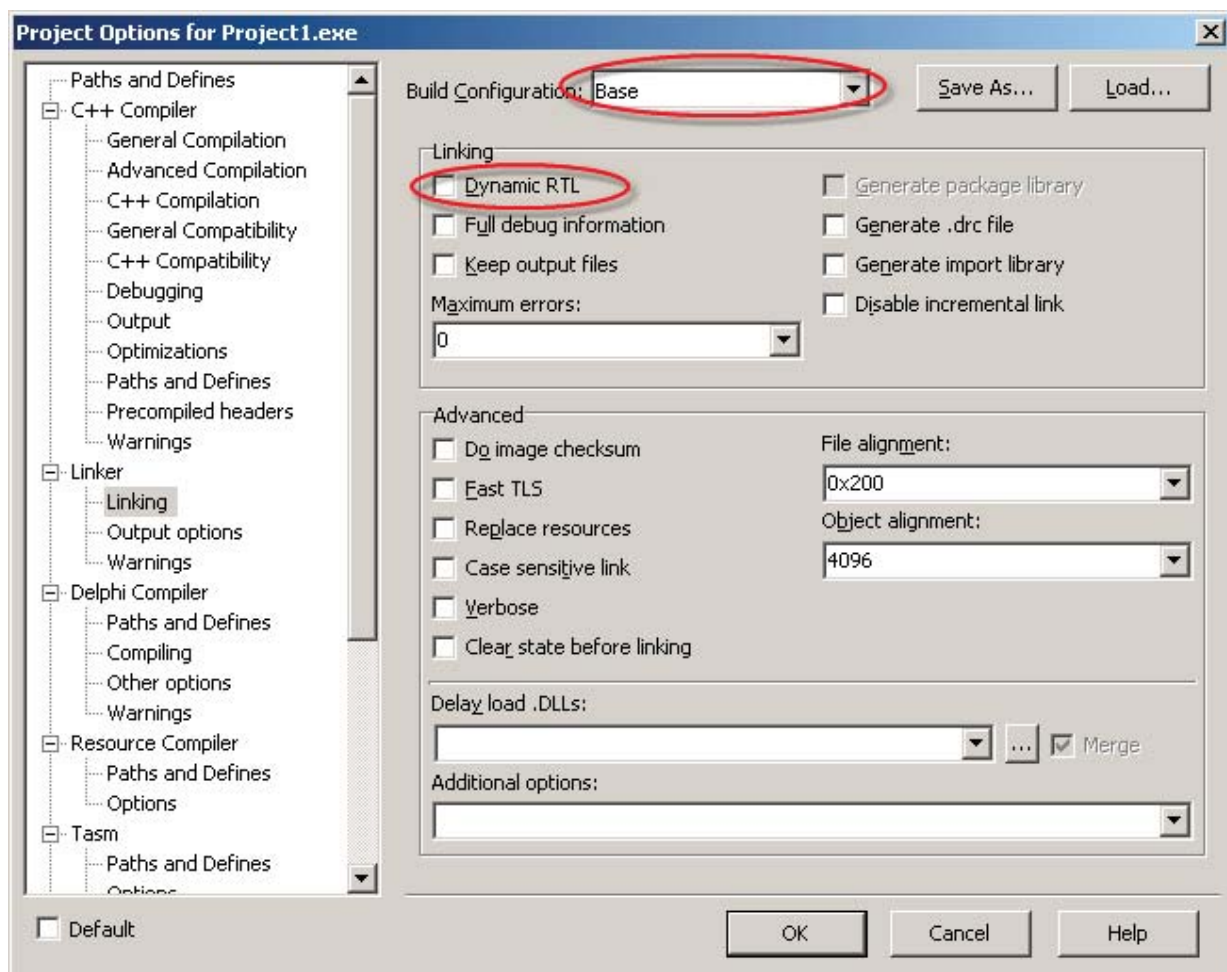 Project Options for Project1.exe
Paths and Defines
C++ Compiler
General Compilation
Advanced Compilation
C++ Compilation
General Compatibility
C++ Compatibility
Debugging
Output
Optimizations
Paths and Defines
Precompiled headers
Warnings
Linker
Linking
Output options
Warnings
Delphi Compiler
Paths and Defines
Compiling
Other options
Warnings
Resource Compiler
Paths and Defines
Options
Tasm
Paths and Defines
Options
Default
Build Configuration: Base
Save As...
Load...
Linking
Dynamic RTL
Full debug information
Keep output files
Maximum errors:
0
Generate package library
Generate .drc file
Generate import library
Disable incremental link
Advanced
Do image checksum
Fast TLS
Replace resources
Case sensitive link
Verbose
Clear state before linking
File alignment:
0x200
Object alignment:
4096
Delay load .DLLs:
... Merge
Additional options:
OK
Cancel
Help